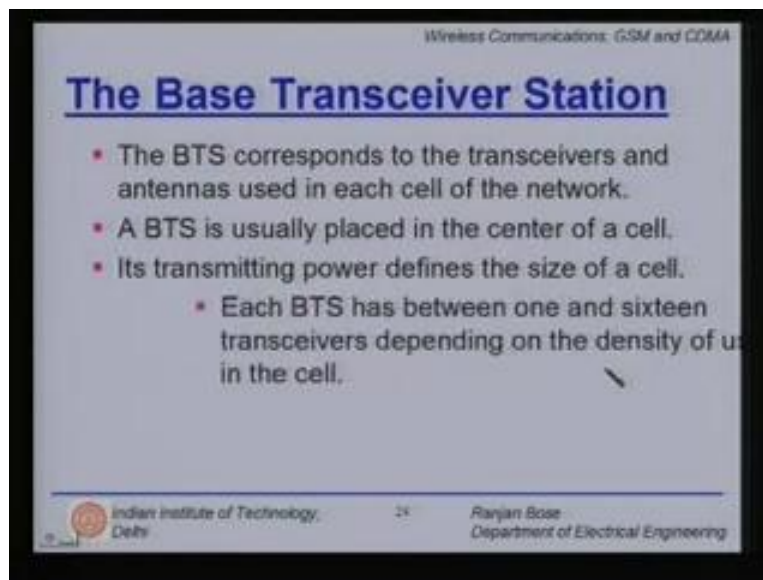 Wireless Communications, GSM and CDMA
The Base Transceiver Station
• The BTS corresponds to the transceivers and
antennas used in each cell of the network.
• A BTS is usually placed in the center of a cell.
• Its transmitting power defines the size of a cell.
• Each BTS has between one and sixteen
transceivers depending on the density of
in the cell.
Indian Institute of Technology,
Delhi
Ranjan Bose
Department of Electrical Engineering